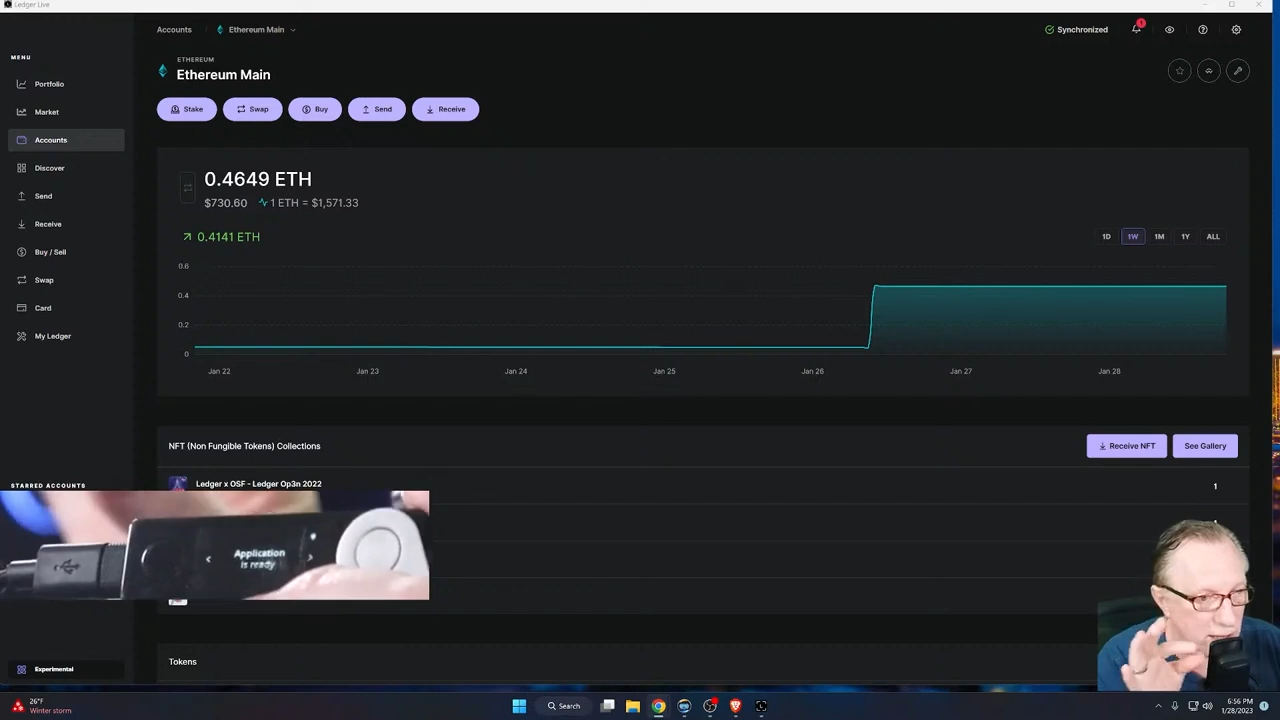 Ledger Live
Accounts
Ethereum Main
Synchronized
1
MENU
Portfolio
Market
Accounts
Discover
Send
Receive
Buy / Sell
Swap
Card
My Ledger
STARRED ACCOUNTS
Experimental
ETHEREUM
Ethereum Main
Stake
Swap
Buy
Send
Receive
0.4649 ETH
$730.60
1 ETH = $1,571.33
0.4141 ETH
1D
1W
1M
1Y
ALL
0.6
0.4
0.2
0
Jan 22
Jan 23
Jan 24
Jan 25
Jan 26
Jan 27
Jan 28
NFT (Non Fungible Tokens) Collections
Receive NFT
See Gallery
Ledger x OSF - Ledger Op3n 2022
1
Application
is ready
Tokens
26°F
Winter storm
Search
6:56 PM
1/28/2023